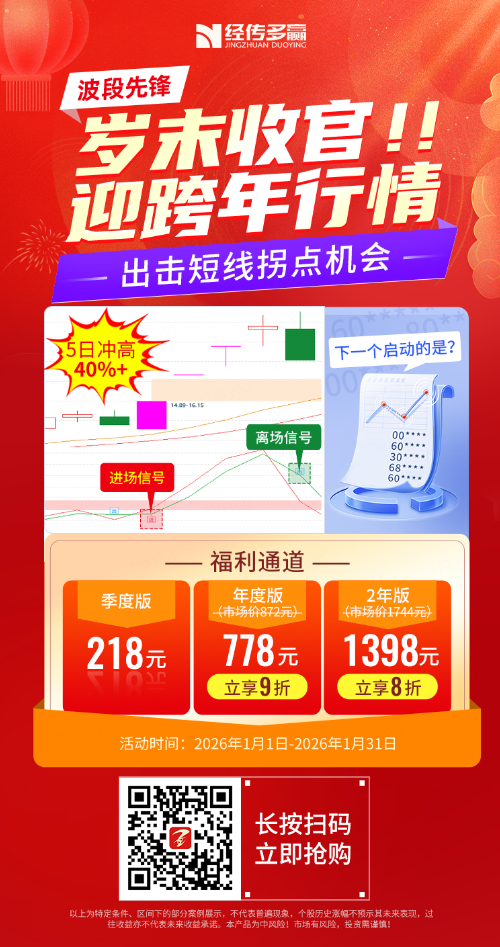 经传多赢
JINGZHUAN DUOYING
波段先锋
岁末收官!!
迎跨年行情
出击短线拐点机会
5日冲高
40%+
14.89-16.15
离场信号
进场信号
下一个启动的是?
00****
60****
30****
68****
60****
福利通道
季度版
218元
年度版
(市场价872元)
778元
立享9折
2年版
(市场价1744元)
1398元
立享8折
活动时间:2026年1月1日-2026年1月31日
长按扫码
立即抢购
以上为特定条件、区间下的部分案例展示,不代表普遍现象,个股历史涨幅不预示其未来表现,过
往收益亦不代表未来收益承诺。本产品为中风险!市场有风险,投资需谨慎!